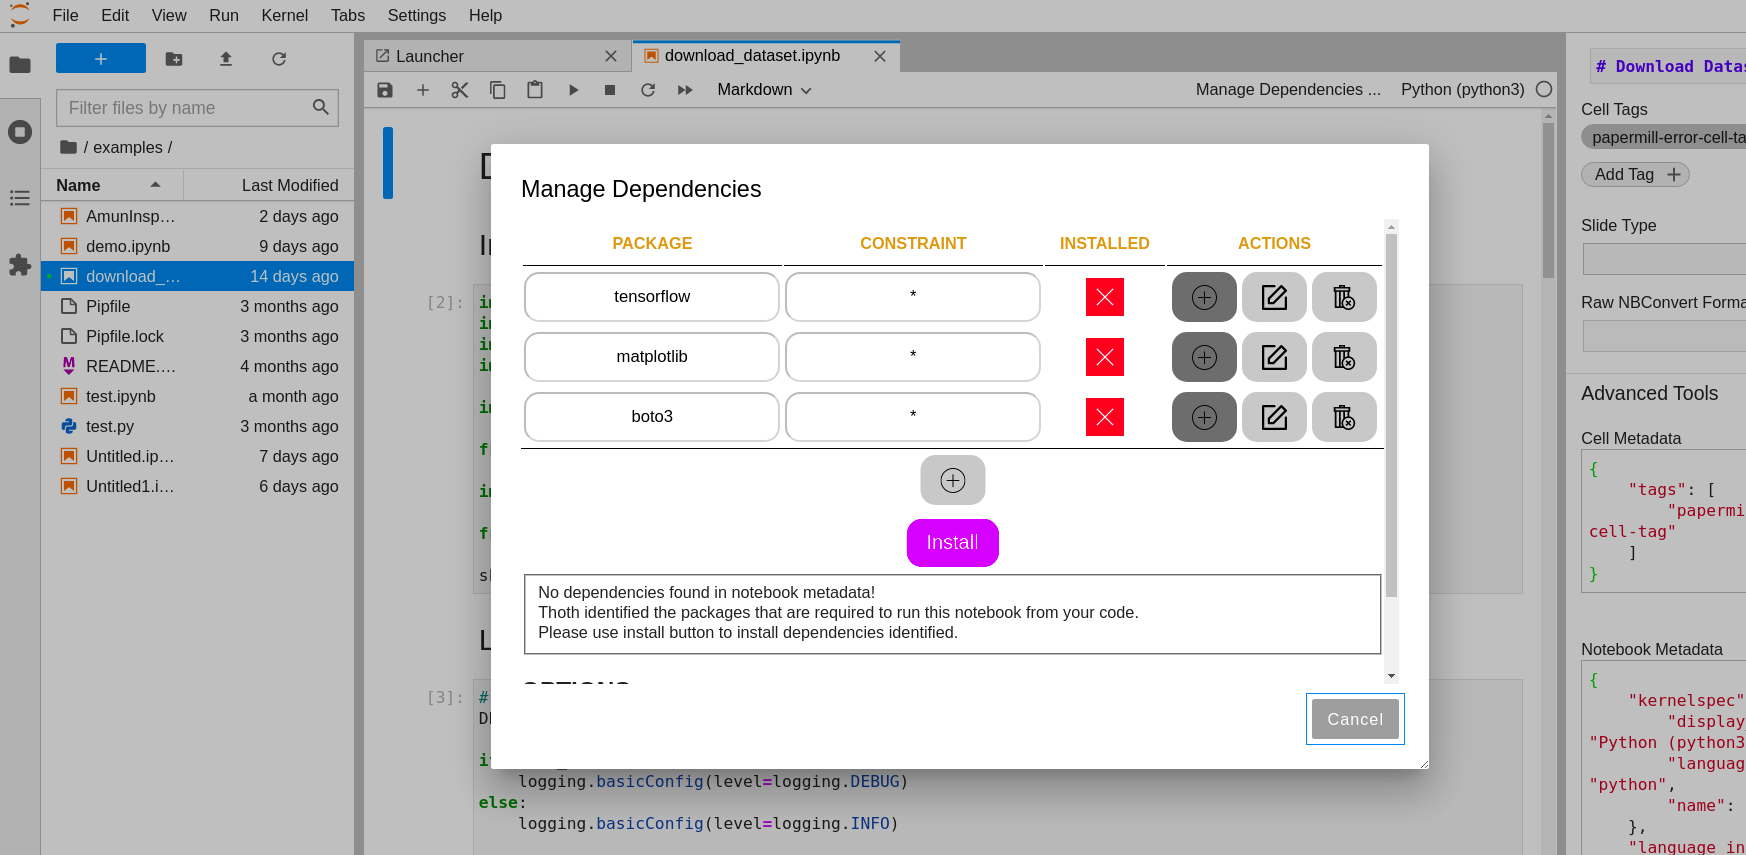 File Edit View Run Kernel Tabs Settings Help
Launcher
download_dataset.ipynb
Filter files by name
Markdown
Manage Dependencies ...
Python (python3)
/ examples /
Name
Last Modified
AmunInsp… 2 days ago
demo.ipynb 9 days ago
download_… 14 days ago
Pipfile 3 months ago
Pipfile.lock 3 months ago
README.… 4 months ago
test.ipynb a month ago
test.py 3 months ago
Untitled.ip… 7 days ago
Untitled1.i… 6 days ago
[2]:
[3]:
#
Manage Dependencies
PACKAGE CONSTRAINT INSTALLED ACTIONS
tensorflow *
matplotlib *
boto3 *
Install
No dependencies found in notebook metadata!
Thoth identified the packages that are required to run this notebook from your code.
Please use install button to install dependencies identified.
OPTIONS
Cancel
logging.basicConfig(level=logging.DEBUG)
else:
logging.basicConfig(level=logging.INFO)
# Download Datas
Cell Tags
papermill-error-cell-ta
Add Tag
Slide Type
Raw NBConvert Forma
Advanced Tools
Cell Metadata
{
"tags": [
"papermi
cell-tag"
]
}
Notebook Metadata
{
"kernelspec"
"display_
"Python (python3
"languag
"python",
"name":
},
"language_in